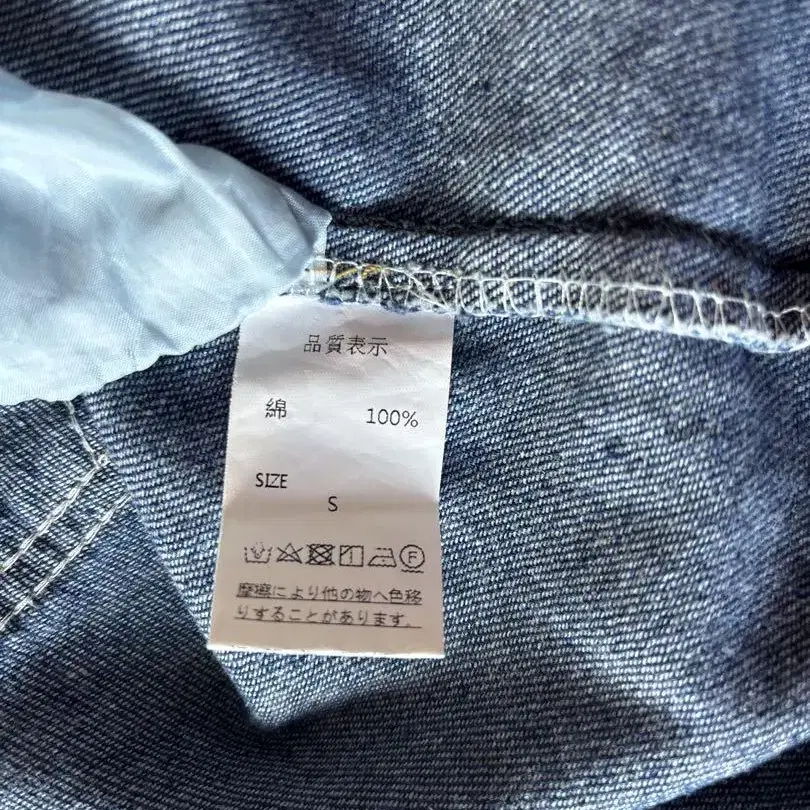 品質表示
綿 100%
SIZE
S
F
摩擦により他の物へ色移
りすることがあります。